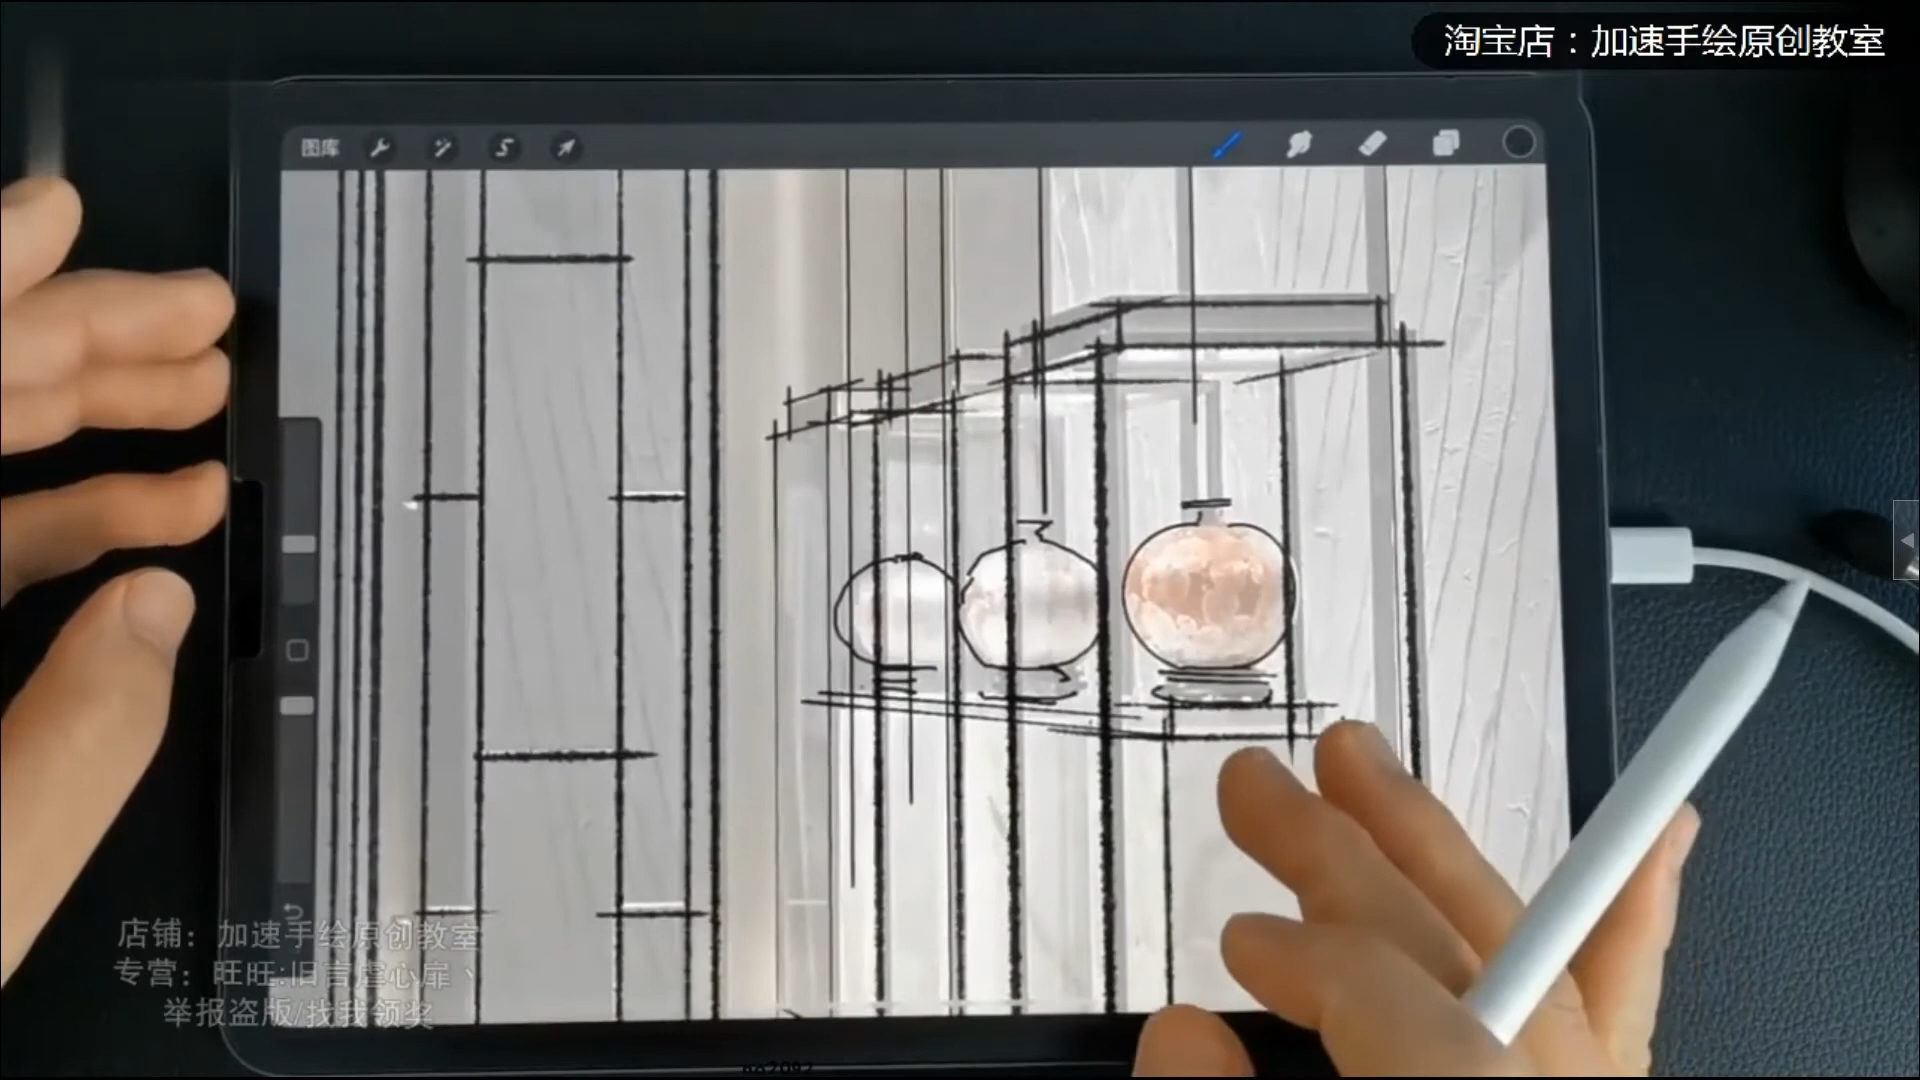 淘宝店：加速手绘原创教室
图库
店铺：加速手绘原创教室
专营：旺旺:旧言虐心扉丶
举报盗版/找我领奖